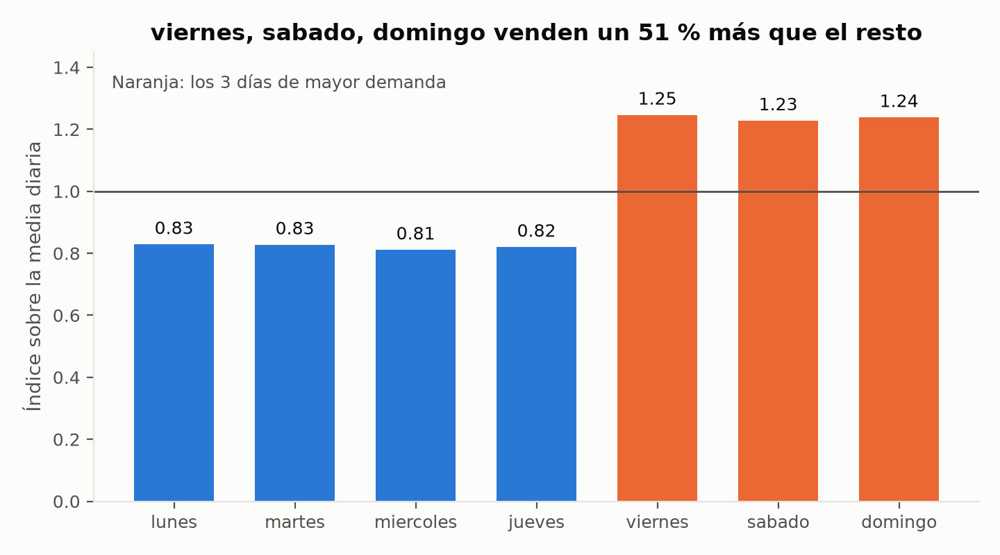 viernes, sabado, domingo venden un 51 % más que el resto
Naranja: los 3 días de mayor demanda
Índice sobre la media diaria
1.4
1.2
1.0
0.8
0.6
0.4
0.2
0.0
0.83
0.83
0.81
0.82
1.25
1.23
1.24
lunes
martes
miercoles
jueves
viernes
sabado
domingo